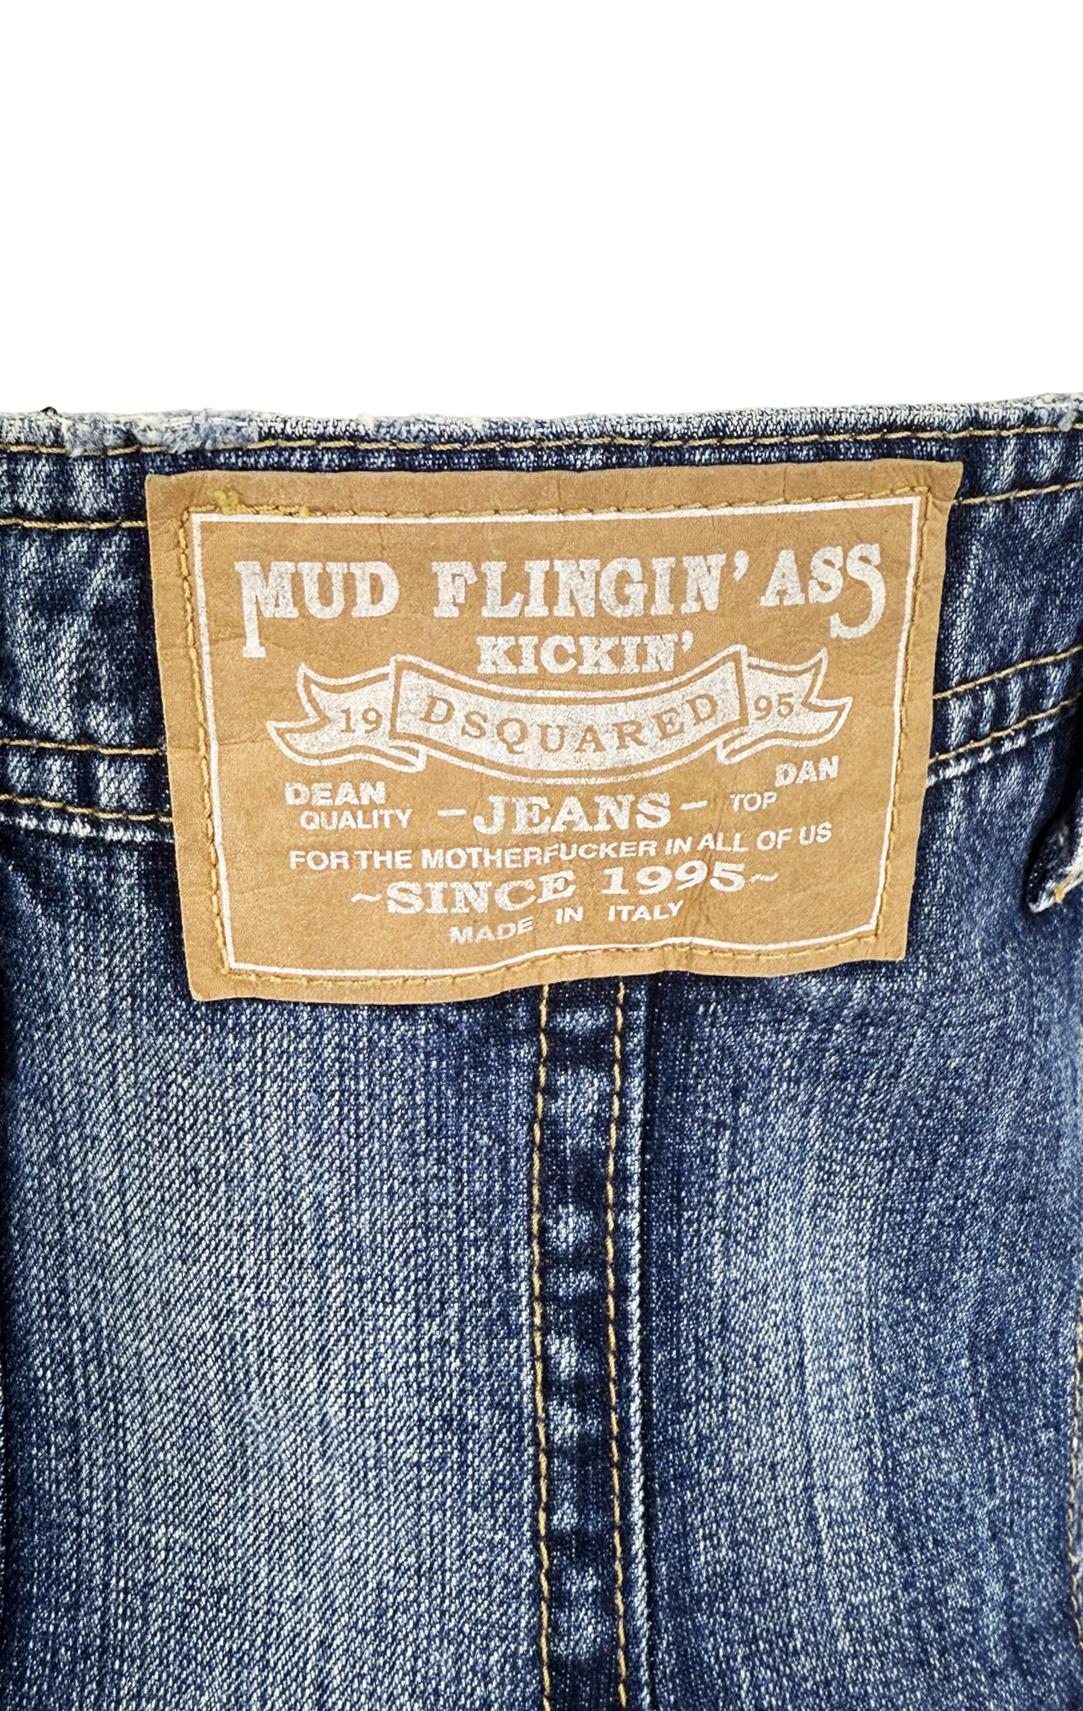 MUD FLINGIN' ASS
KICKIN'
19 DSQUARED 95
DEAN DAN
QUALITY -JEANS- TOP
FOR THE MOTHERFUCKER IN ALL OF US
~SINCE 1995~
MADE IN ITALY